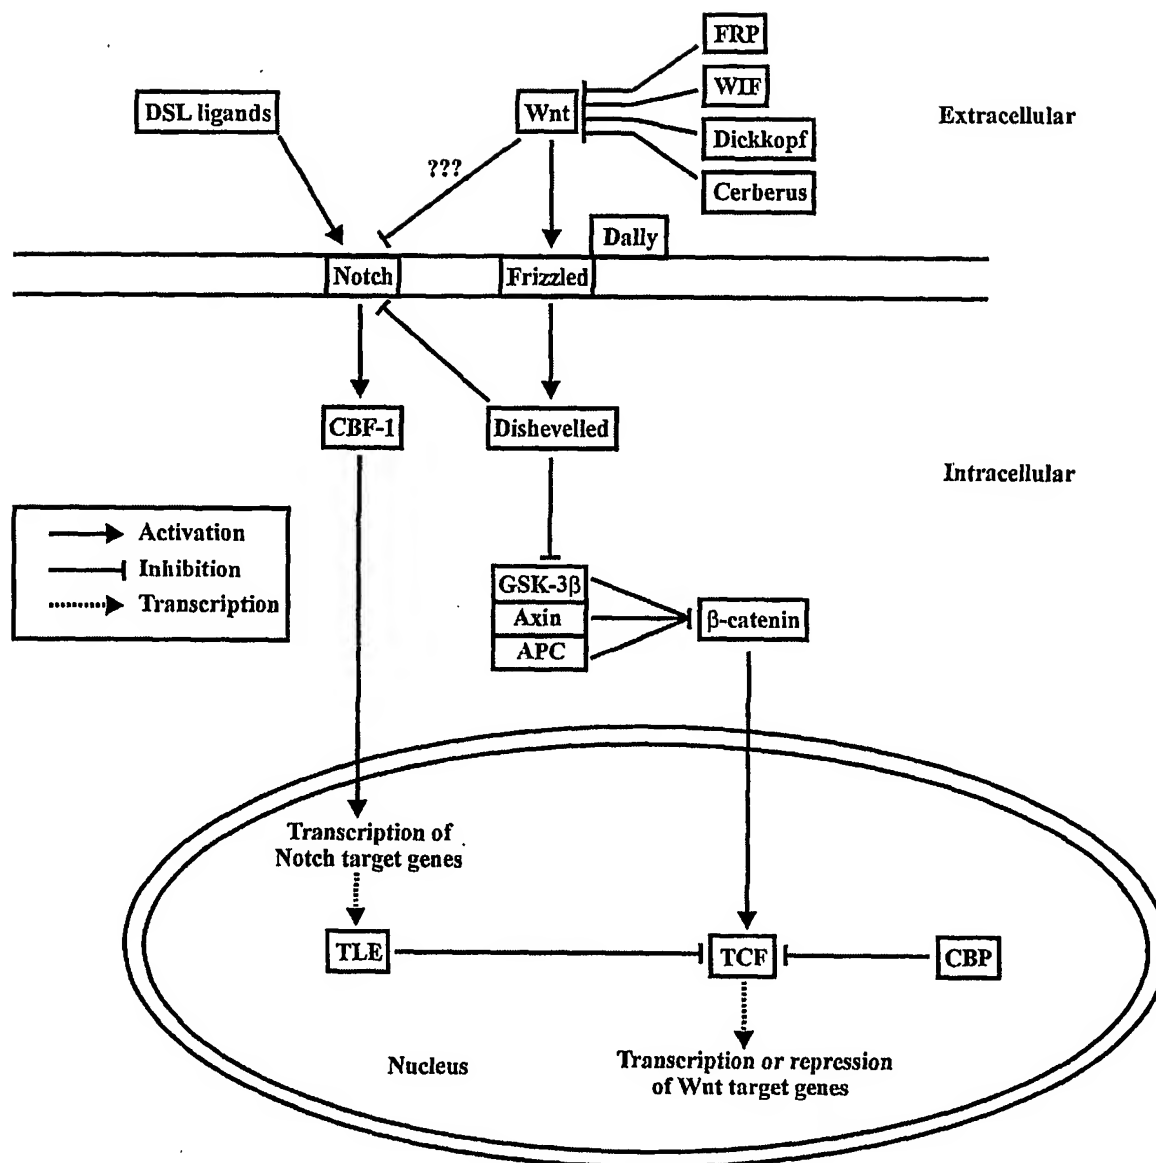 FRP
WIF
DSL ligands
Wnt
Extracellular
Dickkopf
???
Cerberus
Dally
Notch
Frizzled
CBF-1
Dishevelled
Intracellular
Activation
Inhibition
Transcription
GSK-3β
Axin
APC
β-catenin
Transcription of
Notch target genes
TLE
TCF
CBP
Nucleus
Transcription or repression
of Wnt target genes